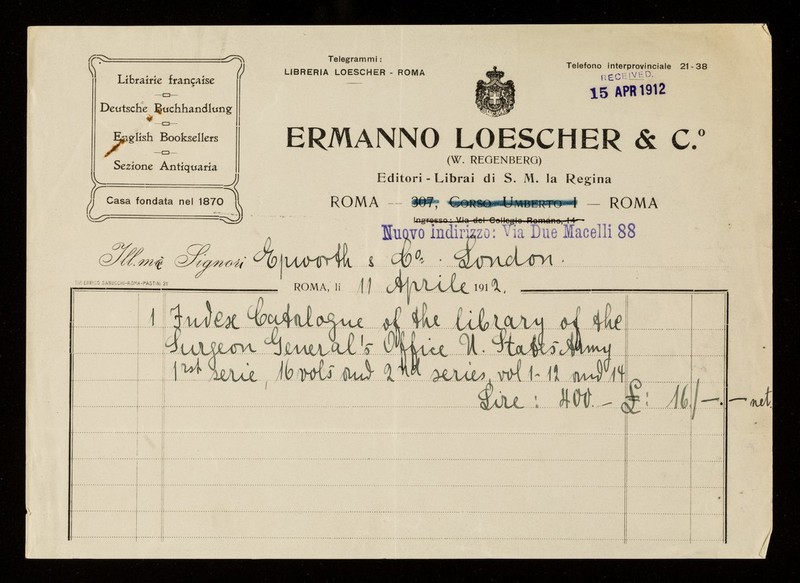 Librairie française
Deutsche Buchhandlung
English Booksellers
Sezione Antiquaria
Casa fondata nel 1870
Telegrammi:
LIBRERIA LOESCHER - ROMA
Telefono interprovinciale 21-38
RECEIVED.
15 APR 1912
ERMANNO LOESCHER & C.º
(W. REGENBERG)
Editori - Librai di S. M. la Regina
ROMA — 307, CORSO UMBERTO I — ROMA
Ingresso: Via del Collegio Romano, 14
Nuovo indirizzo: Via Due Macelli 88
Ill.mi Signori Epworth & Co. London.
ROMA, li 11 Aprile 1912.
1 Index Catalogue of the library of the
Surgeon General's Office U. States Army
1rst serie, 16 vols and 2nd series, vol 1-12 and 14
Lire: 400.- £: 16/—.— net